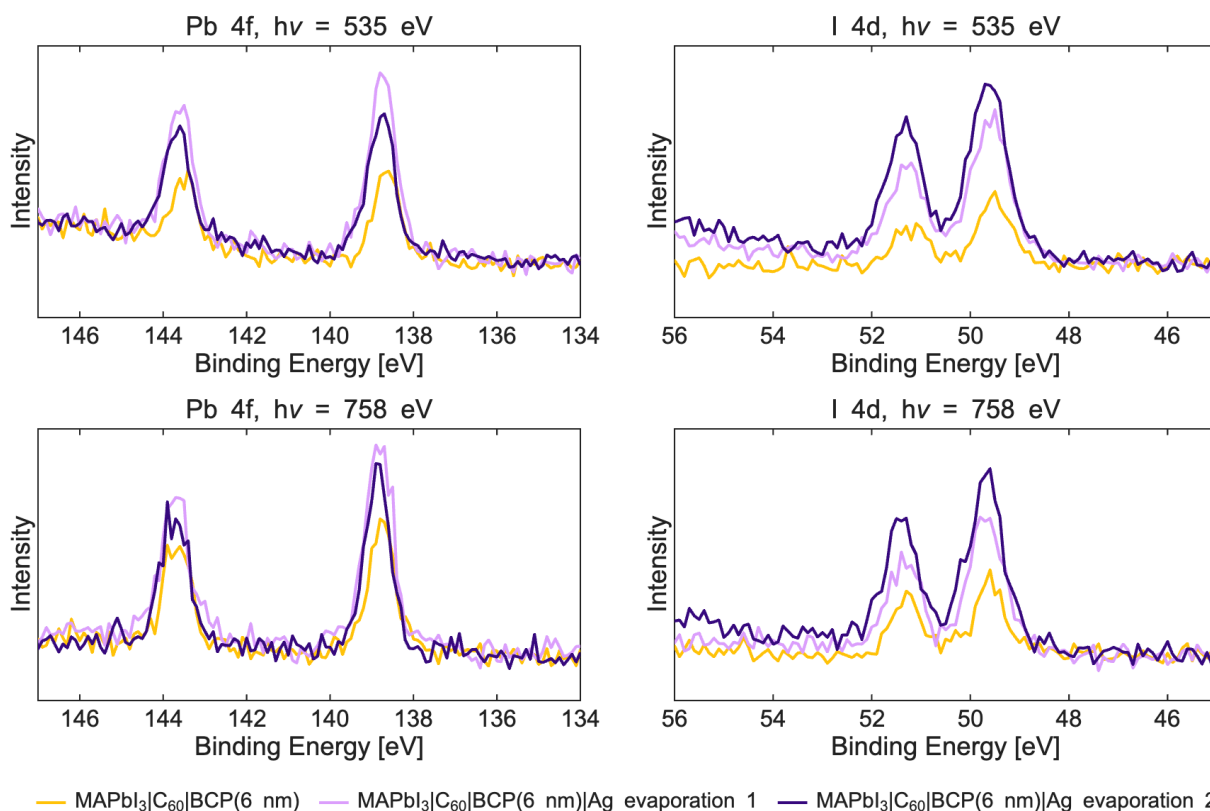 Pb 4f, hν = 535 eV
I 4d, hν = 535 eV
Intensity
Intensity
146 144 142 140 138 136 134
56 54 52 50 48 46
Binding Energy [eV]
Binding Energy [eV]
Pb 4f, hν = 758 eV
I 4d, hν = 758 eV
Intensity
Intensity
146 144 142 140 138 136 134
56 54 52 50 48 46
Binding Energy [eV]
Binding Energy [eV]
MAPbI₃|C₆₀|BCP(6 nm) MAPbI₃|C₆₀|BCP(6 nm)|Ag evaporation 1 MAPbI₃|C₆₀|BCP(6 nm)|Ag evaporation 2